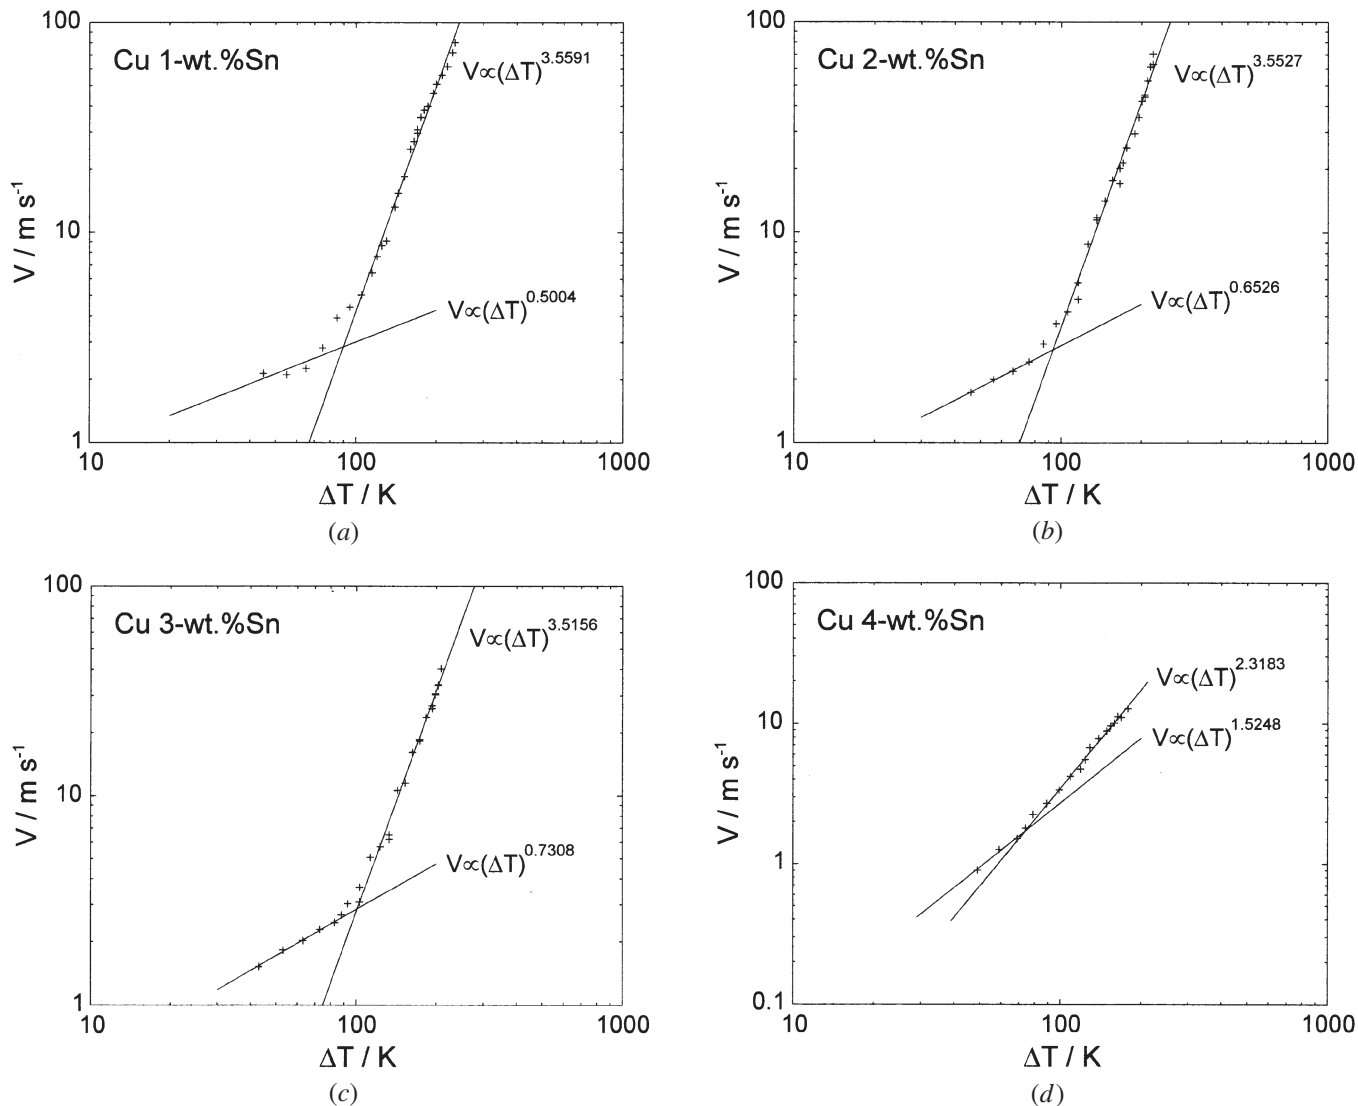 100
Cu 1-wt.%Sn
V∝(ΔT)^3.5591
10
V / m s^-1
V∝(ΔT)^0.5004
1
10 100 1000
ΔT / K
(a)
100
Cu 2-wt.%Sn
V∝(ΔT)^3.5527
10
V / m s^-1
V∝(ΔT)^0.6526
1
10 100 1000
ΔT / K
(b)
100
Cu 3-wt.%Sn
V∝(ΔT)^3.5156
10
V / m s^-1
V∝(ΔT)^0.7308
1
10 100 1000
ΔT / K
(c)
100
Cu 4-wt.%Sn
V∝(ΔT)^2.3183
10
V∝(ΔT)^1.5248
V / m s^-1
1
0.1
10 100 1000
ΔT / K
(d)